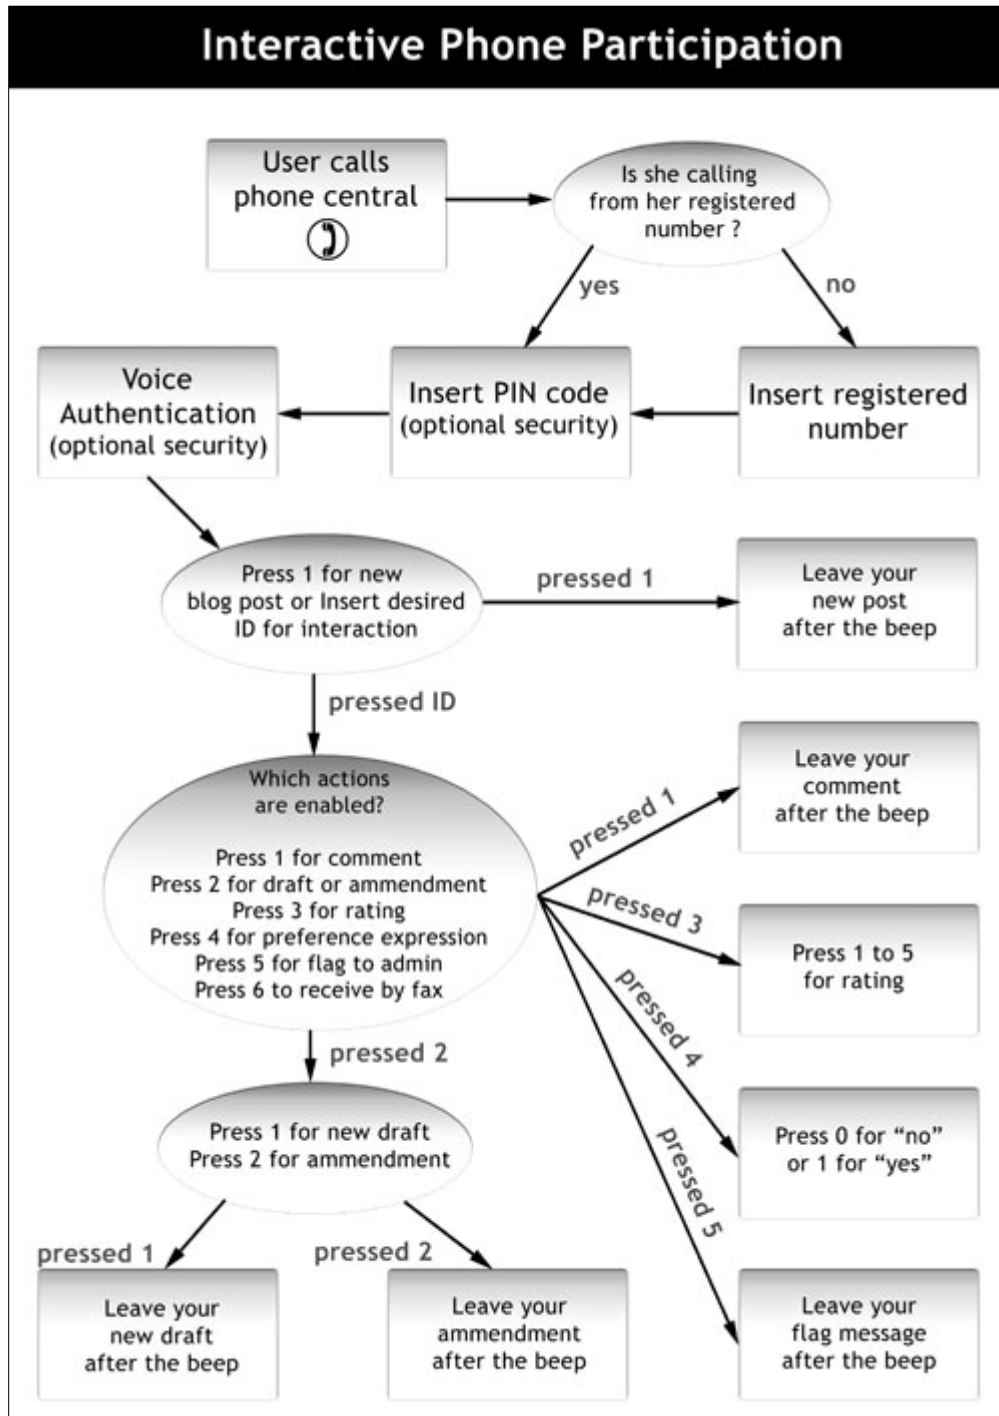 Interactive Phone Participation
User calls
phone central
Is she calling
from her registered
number ?
yes
no
Voice
Authentication
(optional security)
Insert PIN code
(optional security)
Insert registered
number
Press 1 for new
blog post or Insert desired
ID for interaction
pressed 1
Leave your
new post
after the beep
pressed ID
Which actions
are enabled?
Press 1 for comment
Press 2 for draft or ammendment
Press 3 for rating
Press 4 for preference expression
Press 5 for flag to admin
Press 6 to receive by fax
pressed 1
Leave your
comment
after the beep
pressed 3
Press 1 to 5
for rating
pressed 4
Press 0 for “no”
or 1 for “yes”
pressed 5
Leave your
flag message
after the beep
pressed 2
Press 1 for new draft
Press 2 for ammendment
pressed 1
Leave your
new draft
after the beep
pressed 2
Leave your
ammendment
after the beep